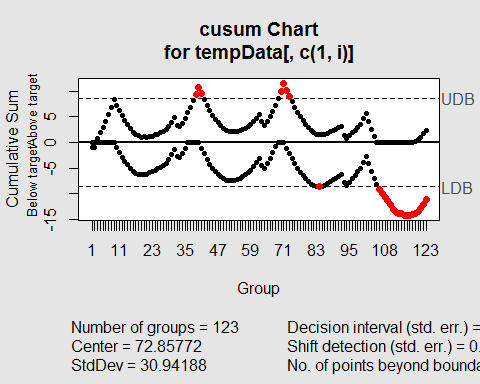 cusum Chart
for tempData[, c(1, i)]
Cumulative Sum
Below target Above target
5
0
-5
-15
UDB
LDB
1 11 23 35 47 59 71 83 95 108 123
Group
Number of groups = 123
Center = 72.85772
StdDev = 30.94188
Decision interval (std. err.) =
Shift detection (std. err.) = 0.
No. of points beyond bounda